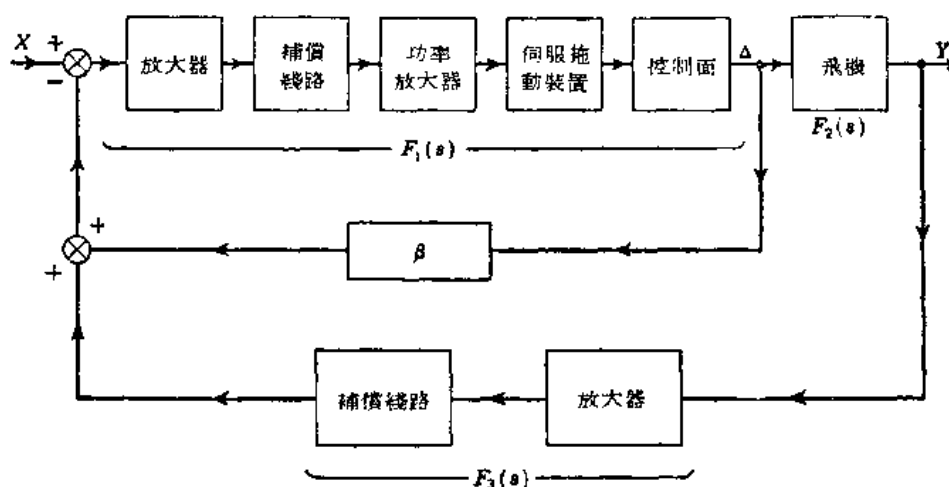 X
+
−
放大器
補償
綫路
功率
放大器
伺服拖
動裝置
控制面
Δ
飛機
Y
F₁(s)
F₂(s)
+
+
β
補償綫路
放大器
F₃(s)